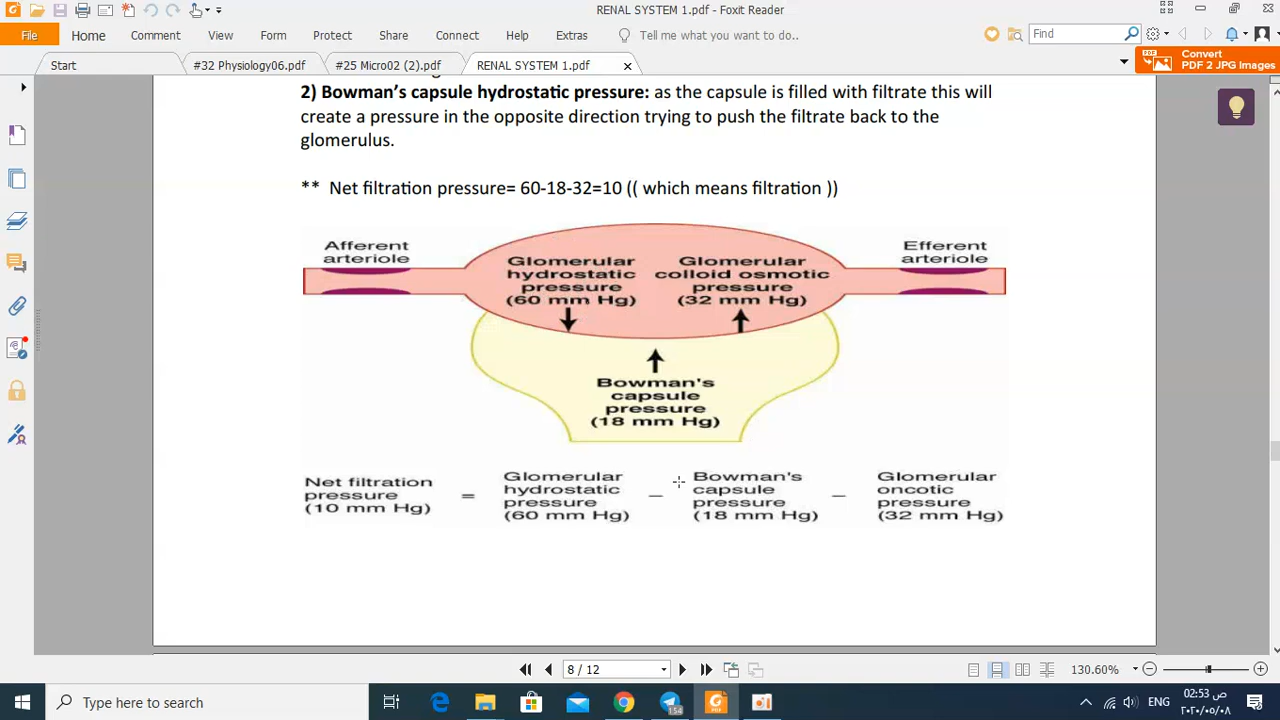 RENAL SYSTEM 1.pdf - Foxit Reader
File Home Comment View Form Protect Share Connect Help Extras Tell me what you want to do.. Find
Start #32 Physiology06.pdf #25 Micro02 (2).pdf RENAL SYSTEM 1.pdf
Convert
PDF 2 JPG Images
2) Bowman's capsule hydrostatic pressure: as the capsule is filled with filtrate this will
create a pressure in the opposite direction trying to push the filtrate back to the
glomerulus.
** Net filtration pressure= 60-18-32=10 (( which means filtration ))
Afferent
arteriole
Glomerular
hydrostatic
pressure
(60 mm Hg)
Glomerular
colloid osmotic
pressure
(32 mm Hg)
Efferent
arteriole
Bowman's
capsule
pressure
(18 mm Hg)
Net filtration
pressure
(10 mm Hg)
=
Glomerular
hydrostatic
pressure
(60 mm Hg)
–
Bowman's
capsule
pressure
(18 mm Hg)
–
Glomerular
oncotic
pressure
(32 mm Hg)
8 / 12
130.60%
Type here to search
154
PDF
ENG
02:53 ص
٢٠٢٠/٠٥/٠٨